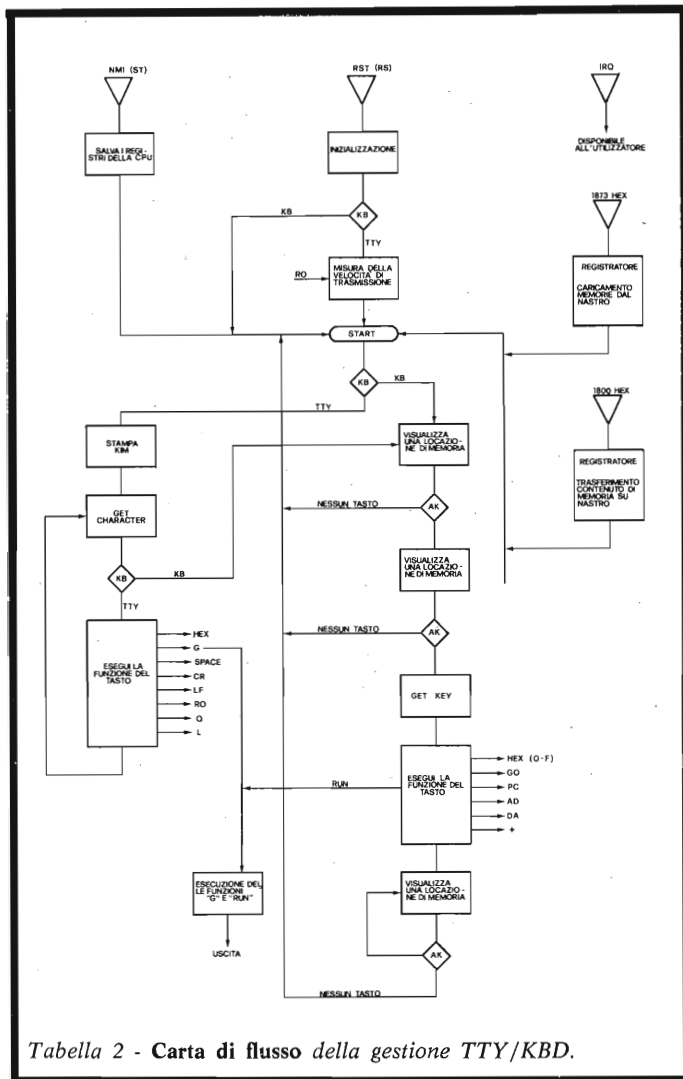 NMI (ST)
RST (RS)
IRQ
SALVA I REGI-
STRI DELLA CPU
INIZIALIZZAZIONE
DISPONIBILE
ALL'UTILIZZATORE
KB
KB
TTY
1873 HEX
RO
MISURA DELLA
VELOCITA DI
TRASMISSIONE
REGISTRATORE
CARICAMENTO
MEMORIE DAL
NASTRO
START
KB
KB
TTY
1800 HEX
STAMPA
KIM
VISUALIZZA
UNA LOCAZIO-
NE DI MEMORIA
REGISTRATORE
TRASFERIMENTO
CONTENUTO DI
MEMORIA SU
NASTRO
GET
CHARACTER
NESSUN TASTO
AK
KB
KB
TTY
VISUALIZZA
UNA LOCAZIO-
NE DI MEMORIA
NESSUN TASTO
AK
ESEGUI LA
FUNZIONE DEL
TASTO
HEX
G
SPACE
CR
LF
RO
Q
L
GET KEY
RUN
ESEGUI LA
FUNZIONE DEL
TASTO
HEX (O-F)
GO
PC
AD
DA
+
ESECUZIONE DEL
LE FUNZIONI
"G" E "RUN"
VISUALIZZA
UNA LOCAZIO-
NE DI MEMORIA
USCITA
AK
NESSUN TASTO
Tabella 2 - Carta di flusso della gestione TTY/KBD.